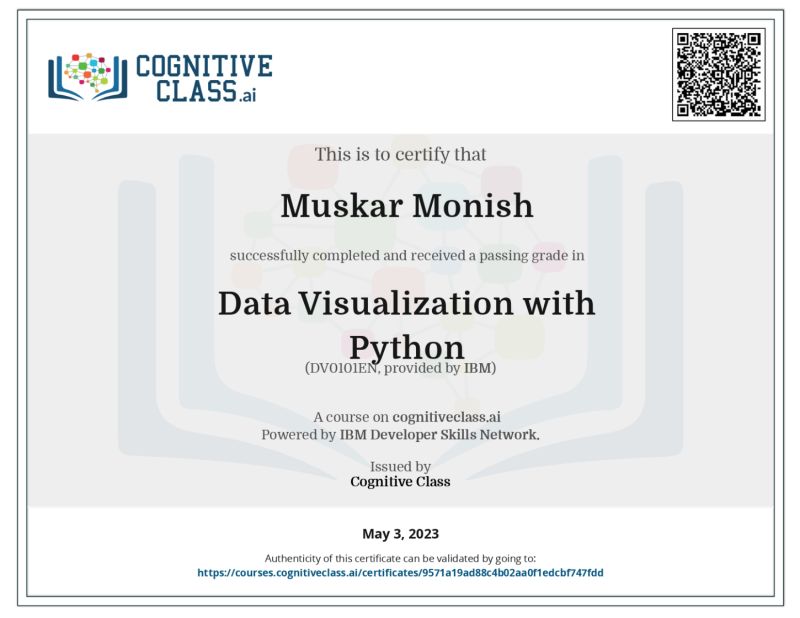 COGNITIVE
CLASS.ai
This is to certify that
Muskar Monish
successfully completed and received a passing grade in
Data Visualization with
Python
(DV0101EN, provided by IBM)
A course on cognitiveclass.ai
Powered by IBM Developer Skills Network.
Issued by
Cognitive Class
May 3, 2023
Authenticity of this certificate can be validated by going to:
https://courses.cognitiveclass.ai/certificates/9571a19ad88c4b02aa0f1edcbf747fdd